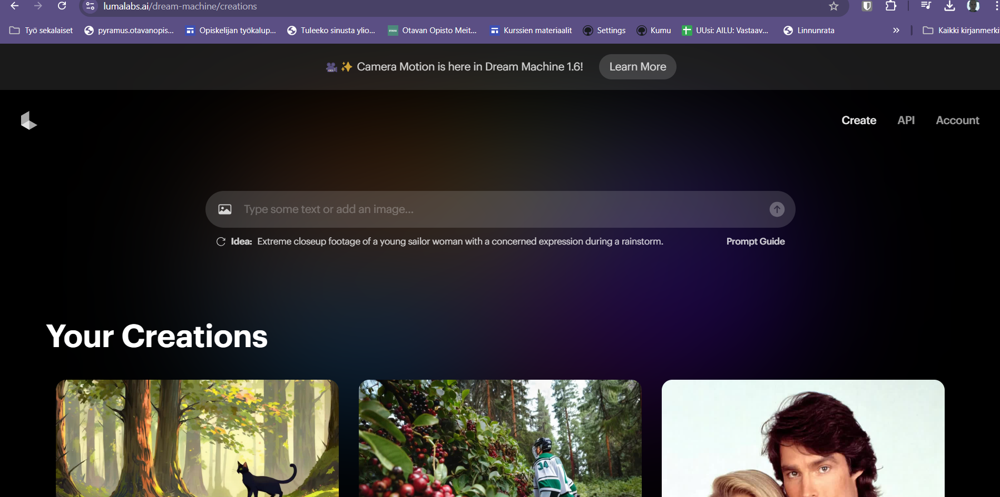 lumalabs.ai/dream-machine/creations
Työ sekalaiset pyramus.otavanopis... Opiskelijan työkalup... Tuleeko sinusta ylio... Otavan Opisto Meit... Kurssien materiaalit Settings Kumu UUsi: AILU: Vastaav... Linnunrata » Kaikki kirjanmerki
Camera Motion is here in Dream Machine 1.6! Learn More
Create API Account
Type some text or add an image...
Idea: Extreme closeup footage of a young sailor woman with a concerned expression during a rainstorm. Prompt Guide
Your Creations
34